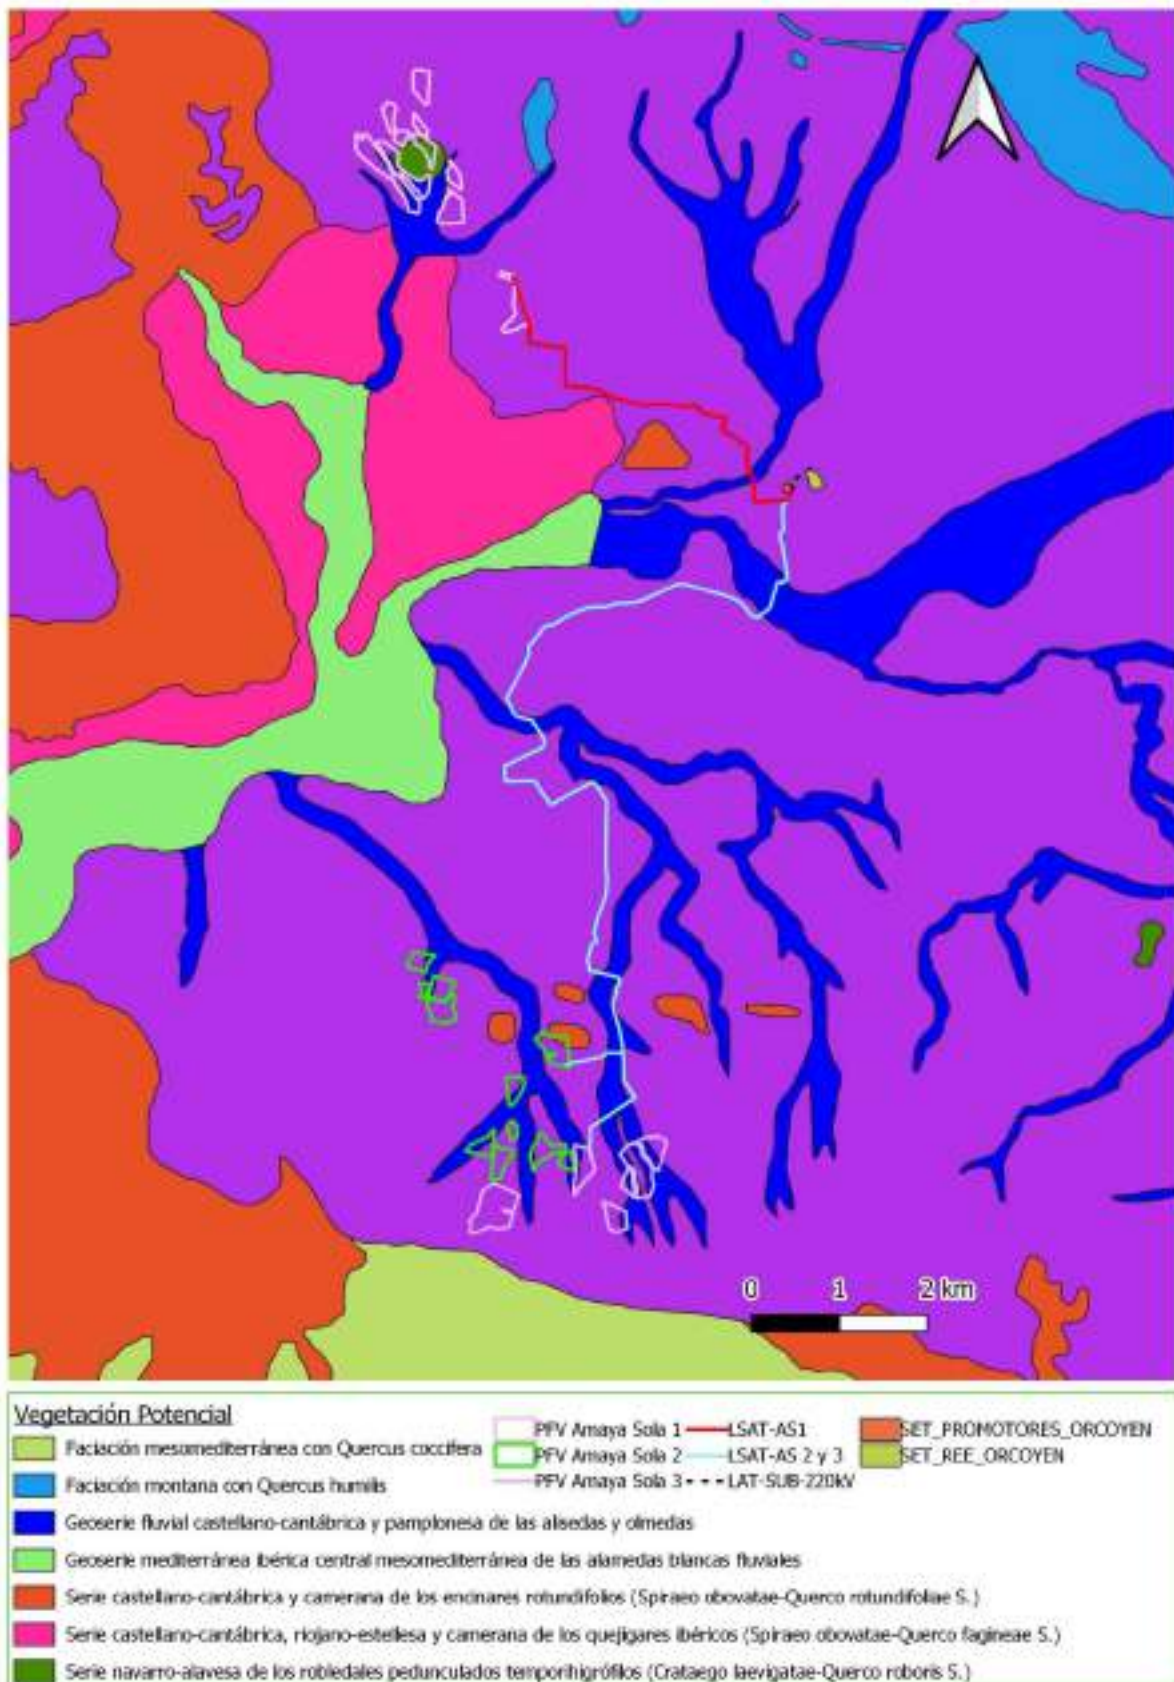 0 1 2 km
Vegetación Potencial
Faciación mesomediterránea con Quercus coccifera
Faciación montana con Quercus humilis
Geoserie fluvial castellano-cantábrica y pamplonesa de las alisedas y olmedas
Geoserie mediterránea ibérica central mesomediterránea de las alamedas blancas fluviales
Serie castellano-cantábrica y camerana de los encinares rotundifolios (Spiraeo obovatae-Querco rotundifoliae S.)
Serie castellano-cantábrica, riojano-estellesa y camerana de los quejigares ibéricos (Spiraeo obovatae-Querco fagineae S.)
Serie navarro-alavesa de los robledales pedunculados temporihigrófilos (Crataego laevigatae-Querco roboris S.)
PFV Amaya Sola 1
PFV Amaya Sola 2
PFV Amaya Sola 3
LSAT-AS1
LSAT-AS 2 y 3
LAT-SUB-220kV
SET_PROMOTORES_ORCOYEN
SET_REE_ORCOYEN